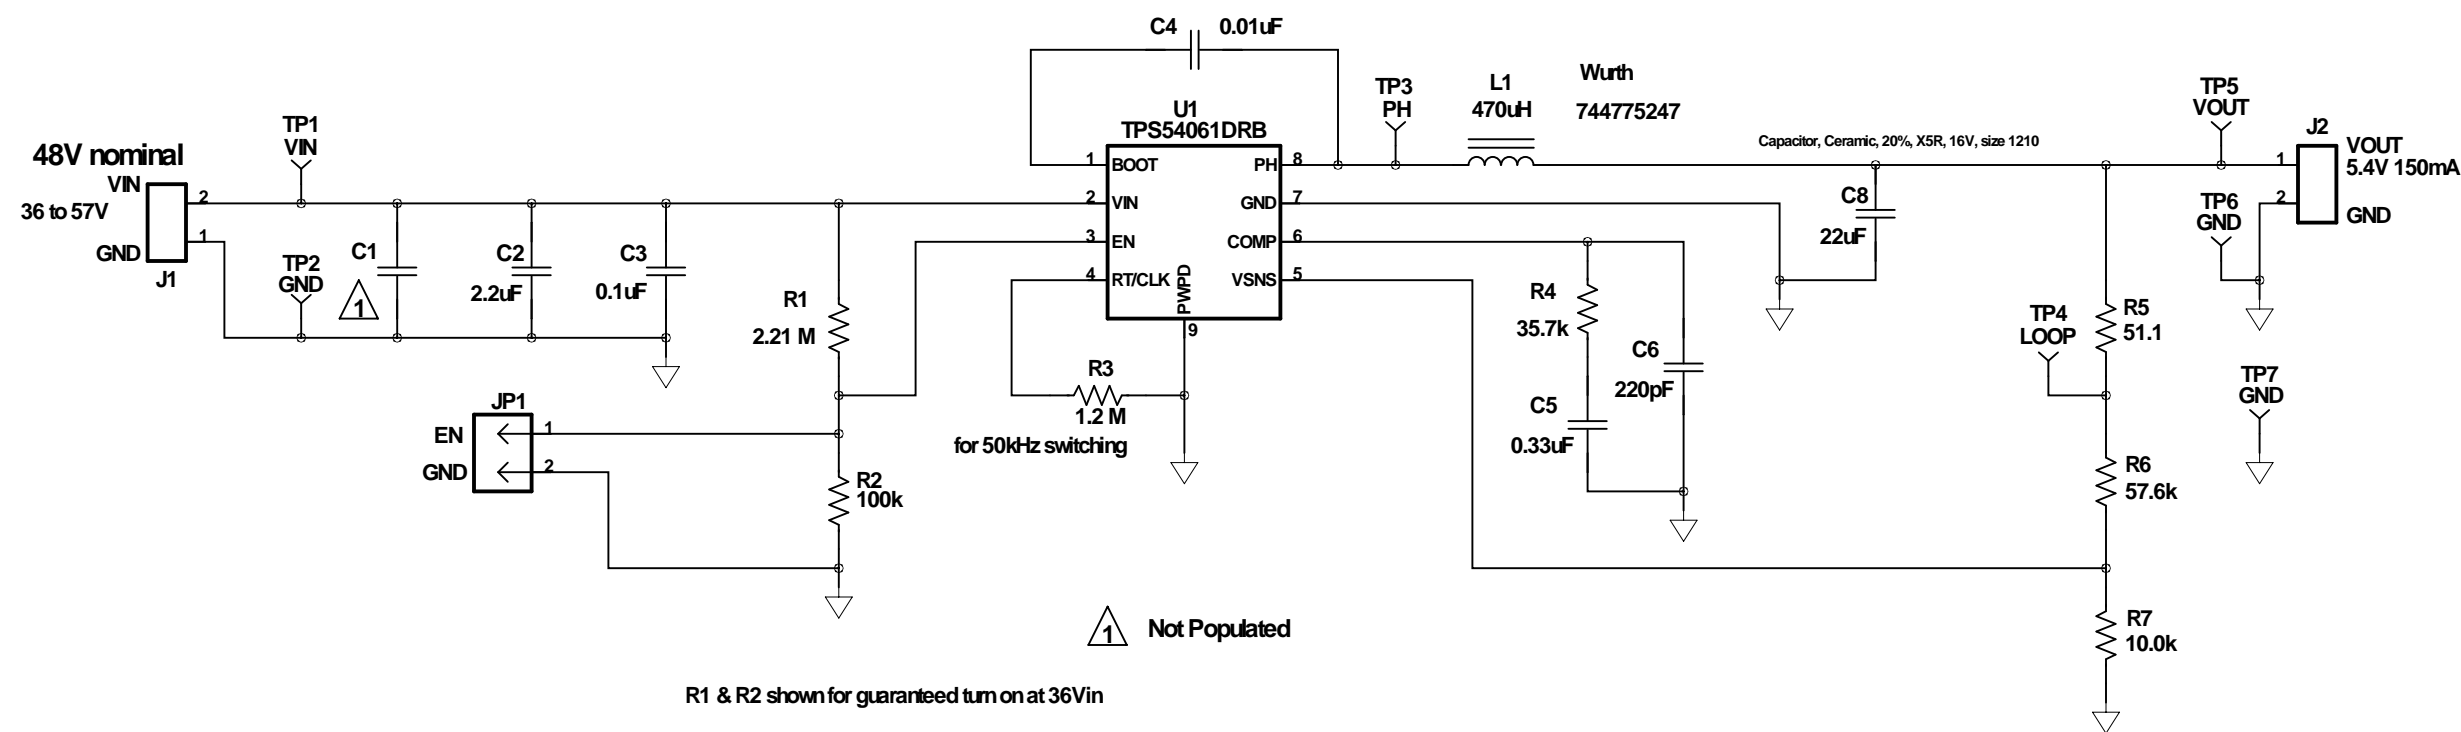 C4 0.01uF
48V nominal
VIN
36 to 57V
GND
J1
2
1
TP1
VIN
TP2
GND
C1
1
C2
2.2uF
C3
0.1uF
R1
2.21 M
JP1
EN
GND
1
2
R2
100k
U1
TPS54061DRB
1 BOOT
2 VIN
3 EN
4 RT/CLK
PH 8
GND 7
COMP 6
VSNS 5
PWPD
9
R3
1.2 M
for 50kHz switching
TP3
PH
L1
470uH
Wurth
744775247
Capacitor, Ceramic, 20%, X5R, 16V, size 1210
C8
22uF
R4
35.7k
C5
0.33uF
C6
220pF
TP5
VOUT
TP6
GND
J2
1
2
VOUT
5.4V 150mA
GND
TP4
LOOP
R5
51.1
TP7
GND
R6
57.6k
R7
10.0k
1 Not Populated
R1 & R2 shown for guaranteed turn on at 36Vin